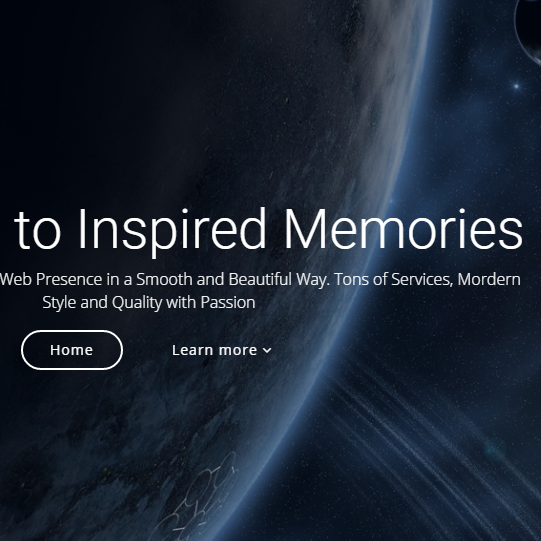 to Inspired Memories
Web Presence in a Smooth and Beautiful Way. Tons of Services, Mordern
Style and Quality with Passion
Home
Learn more